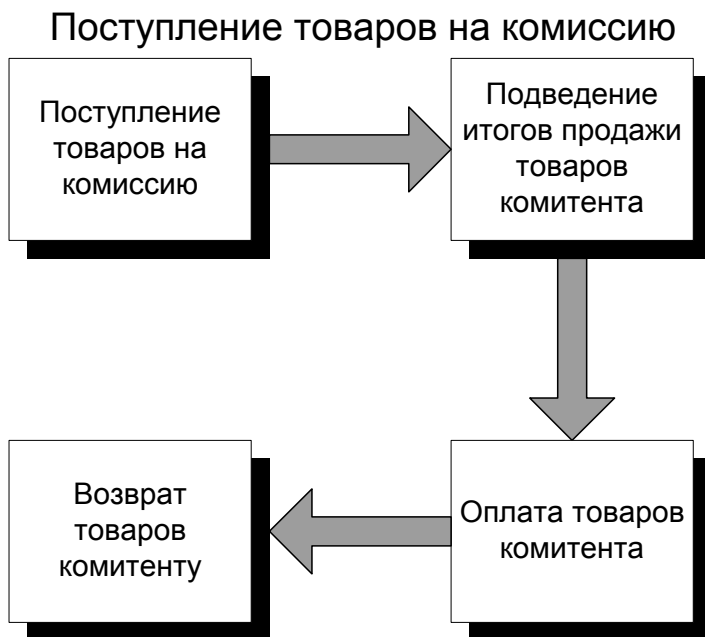 Поступление товаров на комиссию
Поступление
товаров на
комиссию
Подведение
итогов продажи
товаров
комитента
Возврат
товаров
комитенту
Оплата товаров
комитента